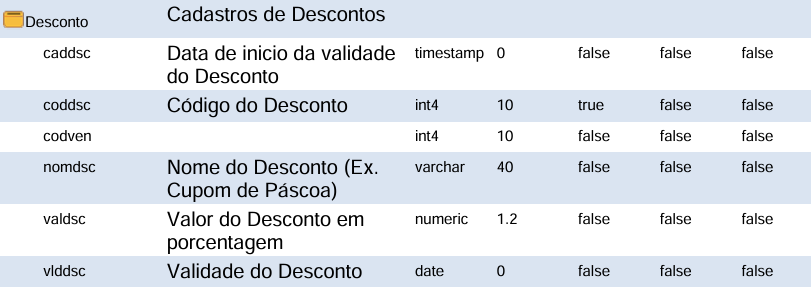 Desconto Cadastros de Descontos
caddsc Data de inicio da validade do Desconto timestamp 0 false false false
coddsc Código do Desconto int4 10 true false false
codven int4 10 false false false
nomdsc Nome do Desconto (Ex. Cupom de Páscoa) varchar 40 false false false
valdsc Valor do Desconto em porcentagem numeric 1.2 false false false
vlddsc Validade do Desconto date 0 false false false